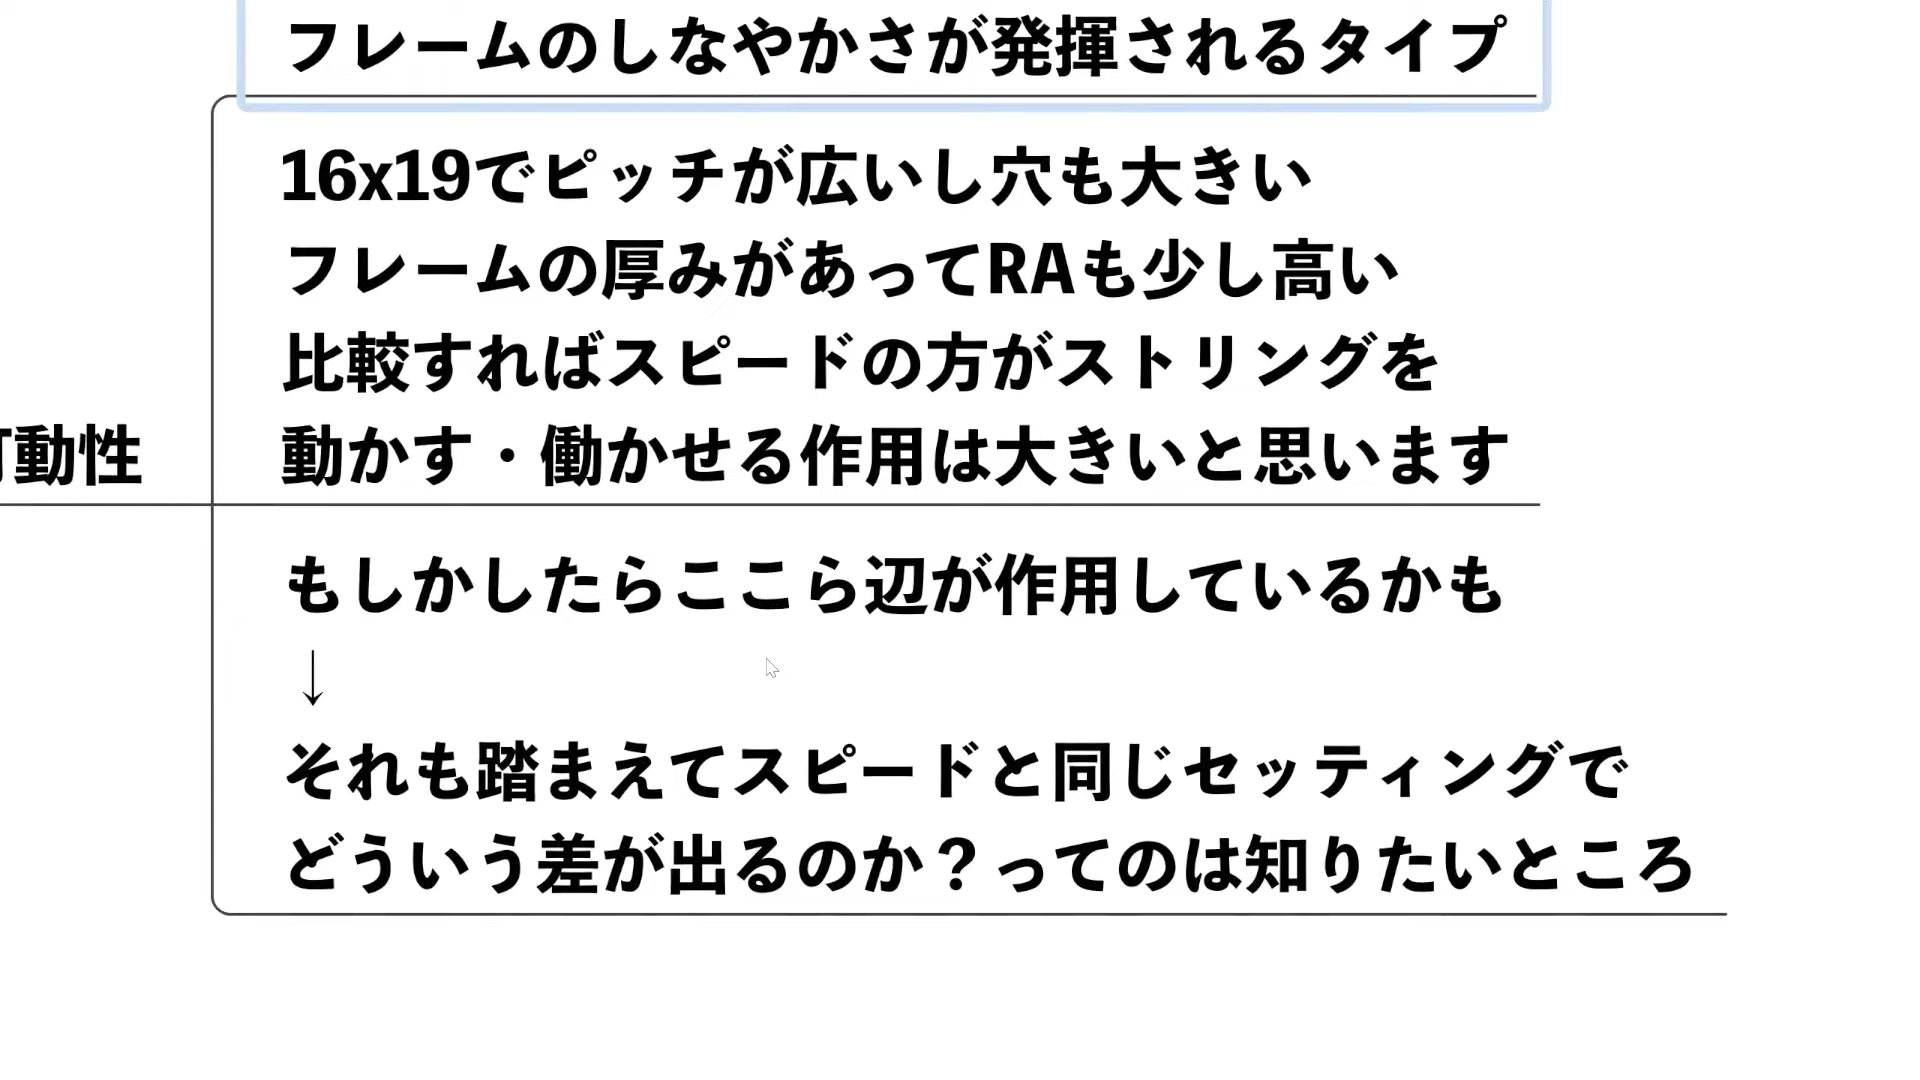 フレームのしなやかさが発揮されるタイプ
16x19でピッチが広いし穴も大きい
フレームの厚みがあってRAも少し高い
比較すればスピードの方がストリングを
動かす・働かせる作用は大きいと思います
動性
もしかしたらここら辺が作用しているかも
↓
それも踏まえてスピードと同じセッティングで
どういう差が出るのか？ってのは知りたいところ